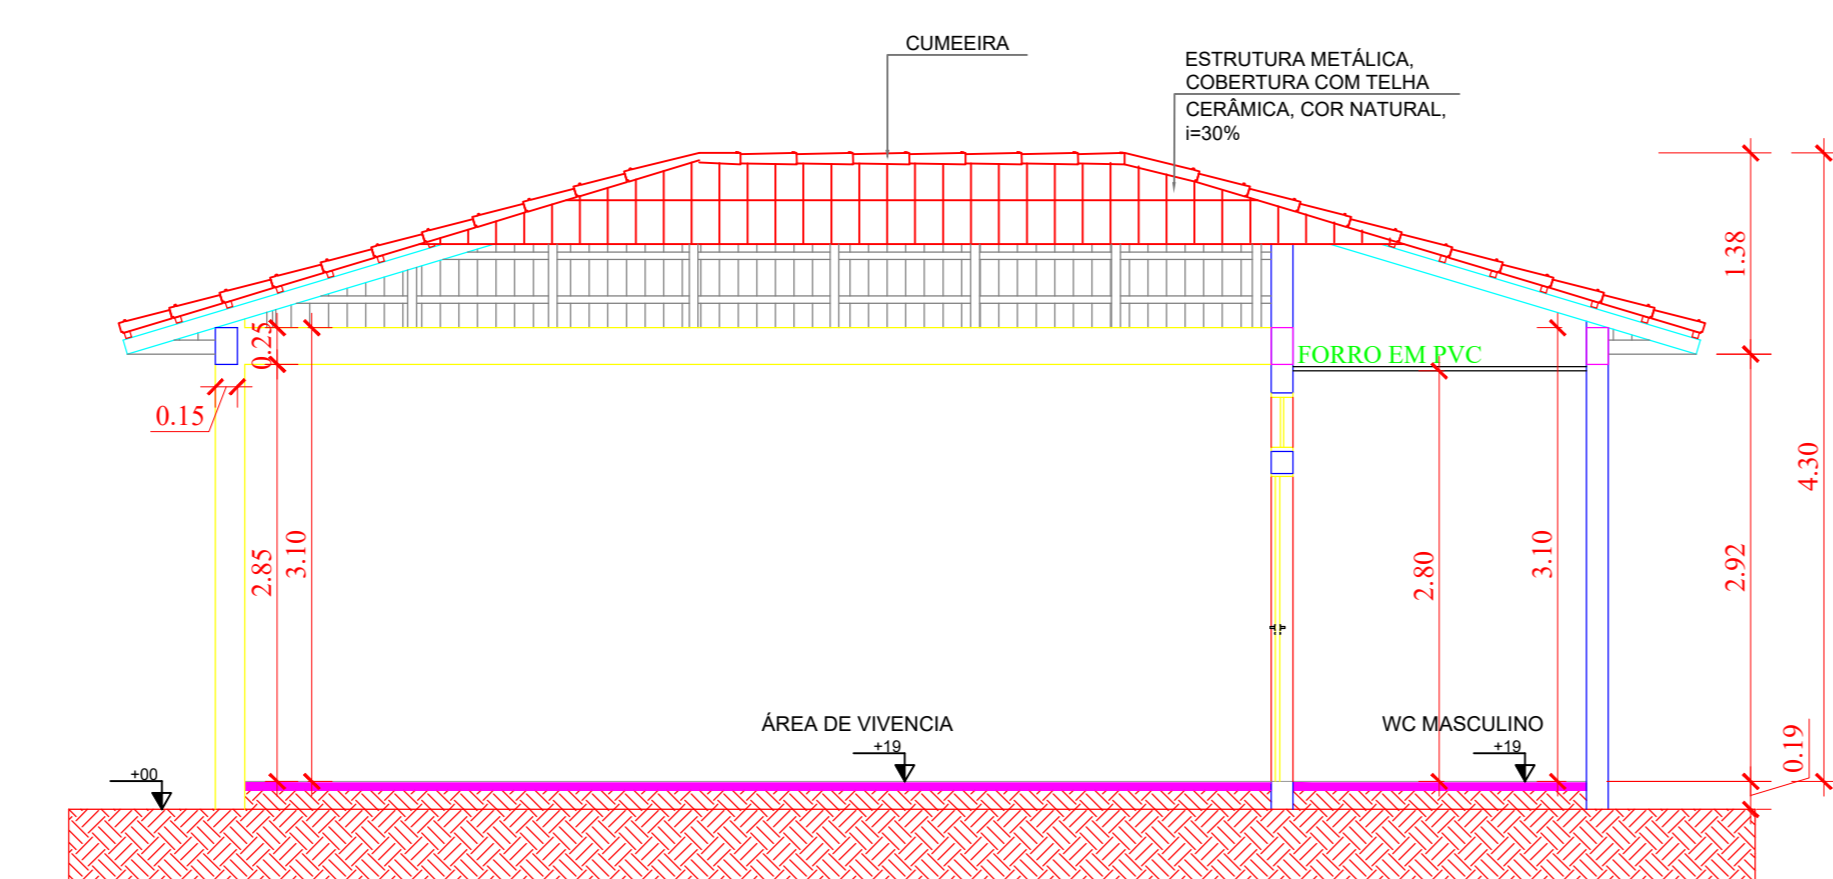 CUMEEIRA
ESTRUTURA METÁLICA,
COBERTURA COM TELHA
CERÂMICA, COR NATURAL,
i=30%
1.38
0.25
FORRO EM PVC
0.15
4.30
2.85
3.10
2.80
3.10
2.92
ÁREA DE VIVENCIA
+19
WC MASCULINO
+19
0.19
+00